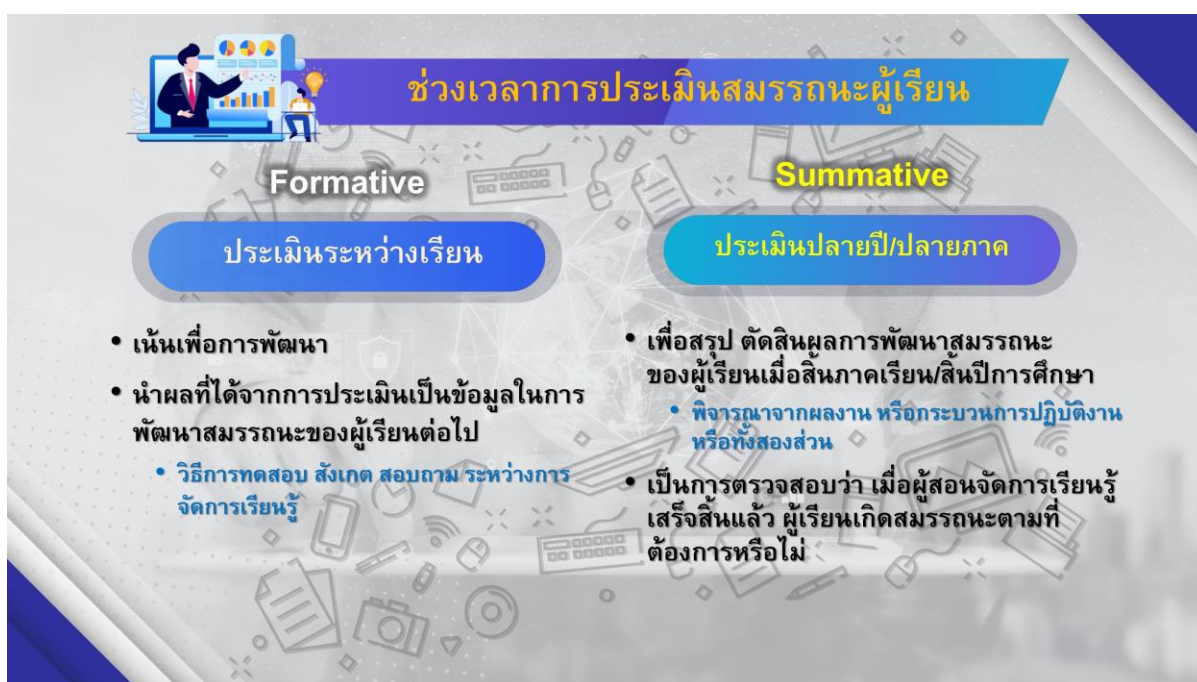 ช่วงเวลาการประเมินสมรรถนะผู้เรียน
Formative
ประเมินระหว่างเรียน
• เน้นเพื่อการพัฒนา
• นำผลที่ได้จากการประเมินเป็นข้อมูลในการ
พัฒนาสมรรถนะของผู้เรียนต่อไป
• วิธีการทดสอบ สังเกต สอบถาม ระหว่างการ
จัดการเรียนรู้
Summative
ประเมินปลายปี/ปลายภาค
• เพื่อสรุป ตัดสินผลการพัฒนาสมรรถนะ
ของผู้เรียนเมื่อสิ้นภาคเรียน/สิ้นปีการศึกษา
• พิจารณาจากผลงาน หรือกระบวนการปฏิบัติงาน
หรือทั้งสองส่วน
• เป็นการตรวจสอบว่า เมื่อผู้สอนจัดการเรียนรู้
เสร็จสิ้นแล้ว ผู้เรียนเกิดสมรรถนะตามที่
ต้องการหรือไม่